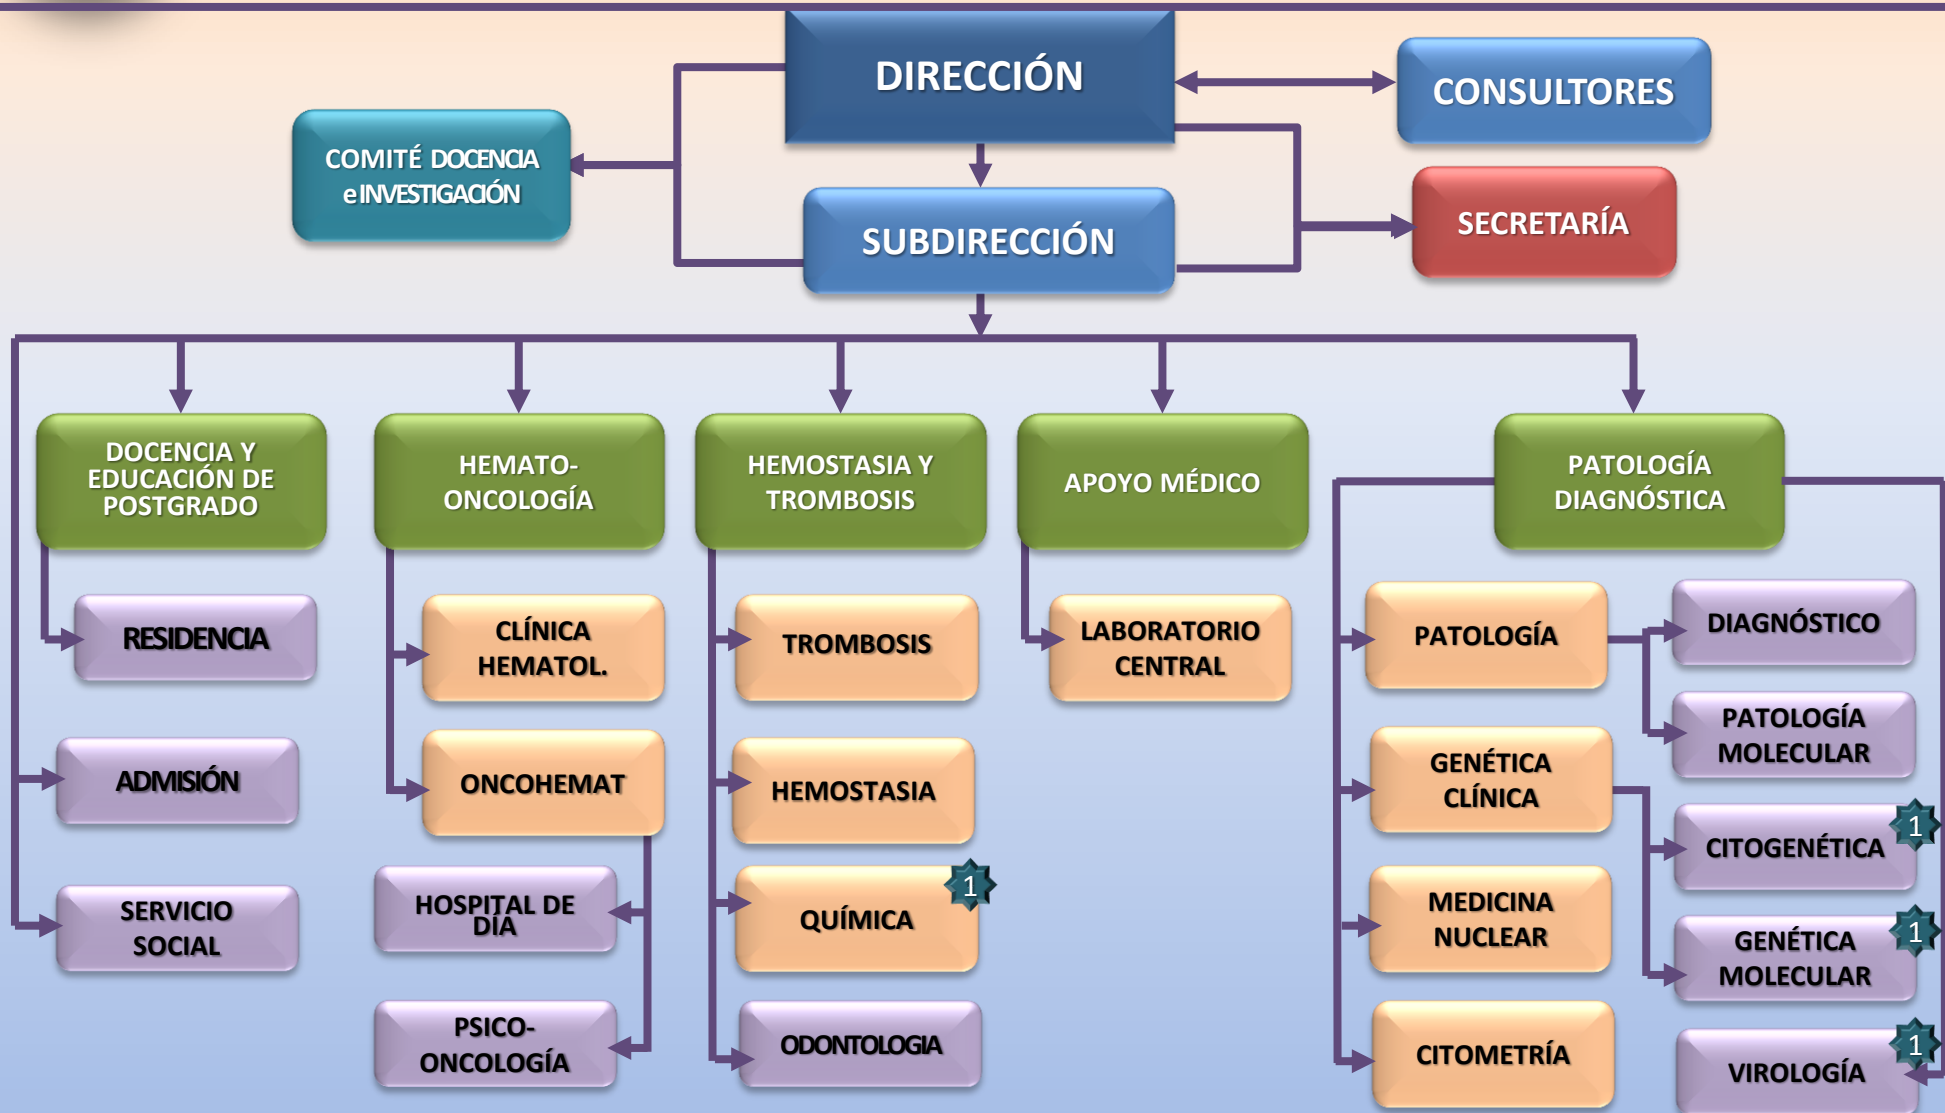 DIRECCIÓN
CONSULTORES
COMITÉ DOCENCIA
e INVESTIGACIÓN
SECRETARÍA
SUBDIRECCIÓN
DOCENCIA Y
EDUCACIÓN DE
POSTGRADO
HEMATO-
ONCOLOGÍA
HEMOSTASIA Y
TROMBOSIS
APOYO MÉDICO
PATOLOGÍA
DIAGNÓSTICA
RESIDENCIA
ADMISIÓN
SERVICIO
SOCIAL
CLÍNICA
HEMATOL.
ONCOHEMAT
HOSPITAL DE
DÍA
PSICO-
ONCOLOGÍA
TROMBOSIS
HEMOSTASIA
QUÍMICA
1
ODONTOLOGIA
LABORATORIO
CENTRAL
PATOLOGÍA
GENÉTICA
CLÍNICA
MEDICINA
NUCLEAR
CITOMETRÍA
DIAGNÓSTICO
PATOLOGÍA
MOLECULAR
CITOGENÉTICA
1
GENÉTICA
MOLECULAR
1
VIROLOGÍA
1